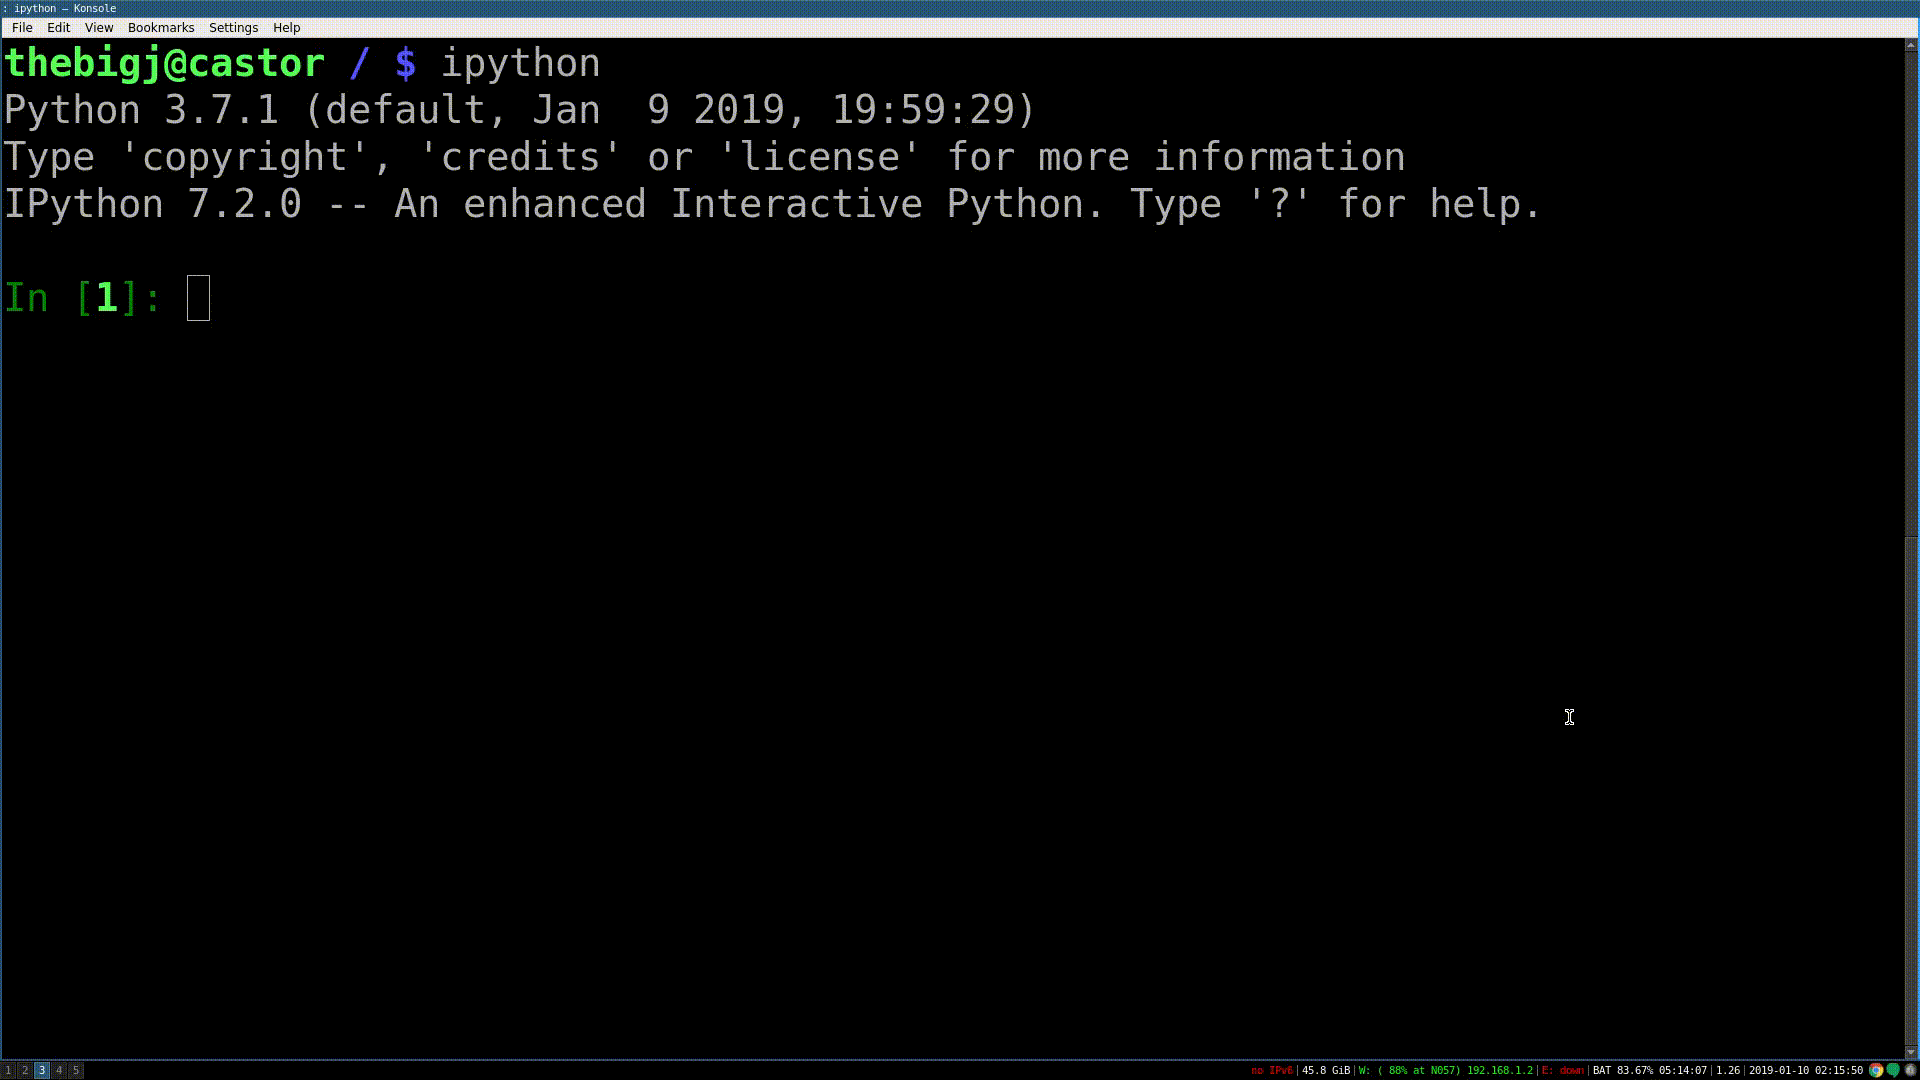 : ipython — Konsole
File Edit View Bookmarks Settings Help
thebigj@castor / $ ipython
Python 3.7.1 (default, Jan  9 2019, 19:59:29)
Type 'copyright', 'credits' or 'license' for more information
IPython 7.2.0 -- An enhanced Interactive Python. Type '?' for help.
In [1]:
1 2 3 4 5 no IPv6|45.8 GiB|W: ( 88% at N057) 192.168.1.2|E: down|BAT 83.67% 05:14:07|1.26|2019-01-10 02:15:50